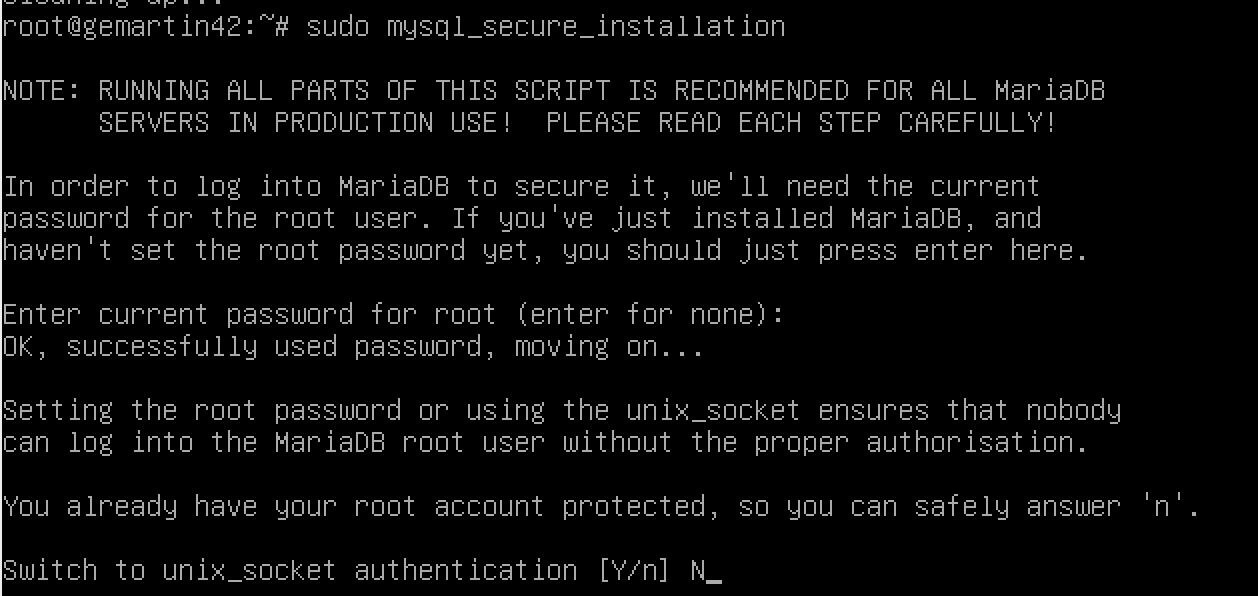 Cleaning up...
root@gemartin42:~# sudo mysql_secure_installation
NOTE: RUNNING ALL PARTS OF THIS SCRIPT IS RECOMMENDED FOR ALL MariaDB
SERVERS IN PRODUCTION USE!  PLEASE READ EACH STEP CAREFULLY!
In order to log into MariaDB to secure it, we'll need the current
password for the root user. If you've just installed MariaDB, and
haven't set the root password yet, you should just press enter here.
Enter current password for root (enter for none):
OK, successfully used password, moving on...
Setting the root password or using the unix_socket ensures that nobody
can log into the MariaDB root user without the proper authorisation.
You already have your root account protected, so you can safely answer 'n'.
Switch to unix_socket authentication [Y/n] N_